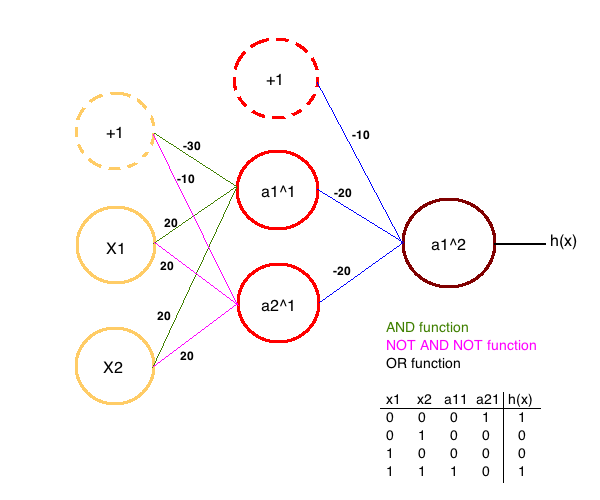 +1
-10
+1
-30
-10
a1^1
-20
X1
20
20
a1^2
h(x)
-20
a2^1
20
20
X2
AND function
NOT AND NOT function
OR function
x1 x2 a11 a21 h(x)
0 0 0 1 1
0 1 0 0 0
1 0 0 0 0
1 1 1 0 1